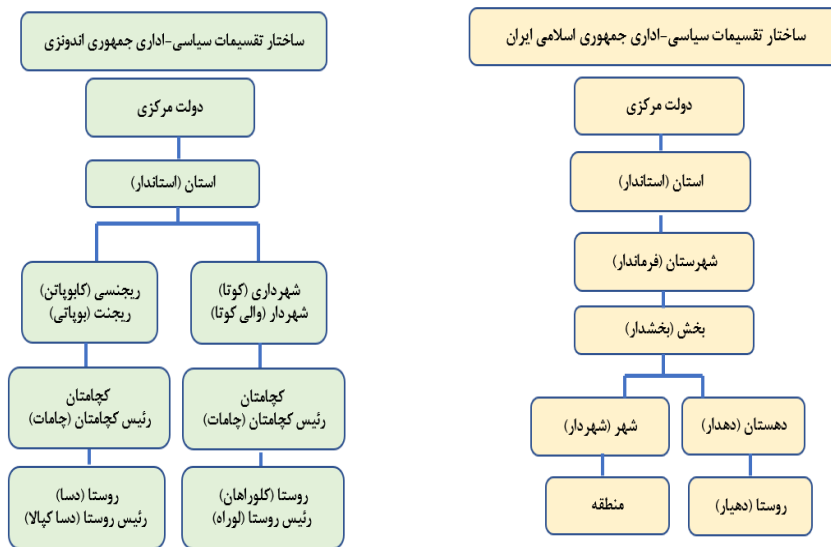 ساختار تقسیمات سیاسی-اداری جمهوری اسلامی ایران
دولت مرکزی
استان (استاندار)
شهرستان (فرماندار)
بخش (بخشدار)
دهستان (دهدار)
شهر (شهردار)
روستا (دهیار)
منطقه
ساختار تقسیمات سیاسی-اداری جمهوری اندونزی
دولت مرکزی
استان (استاندار)
شهرداری (کوتا)
شهردار (والی کوتا)
ریجنسی (کابوپاتن)
ریجنت (بوپاتی)
کچامتان
رئیس کچامتان (چامات)
کچامتان
رئیس کچامتان (چامات)
روستا (کلوراهان)
رئیس روستا (لوراه)
روستا (دسا)
رئیس روستا (دسا کپالا)